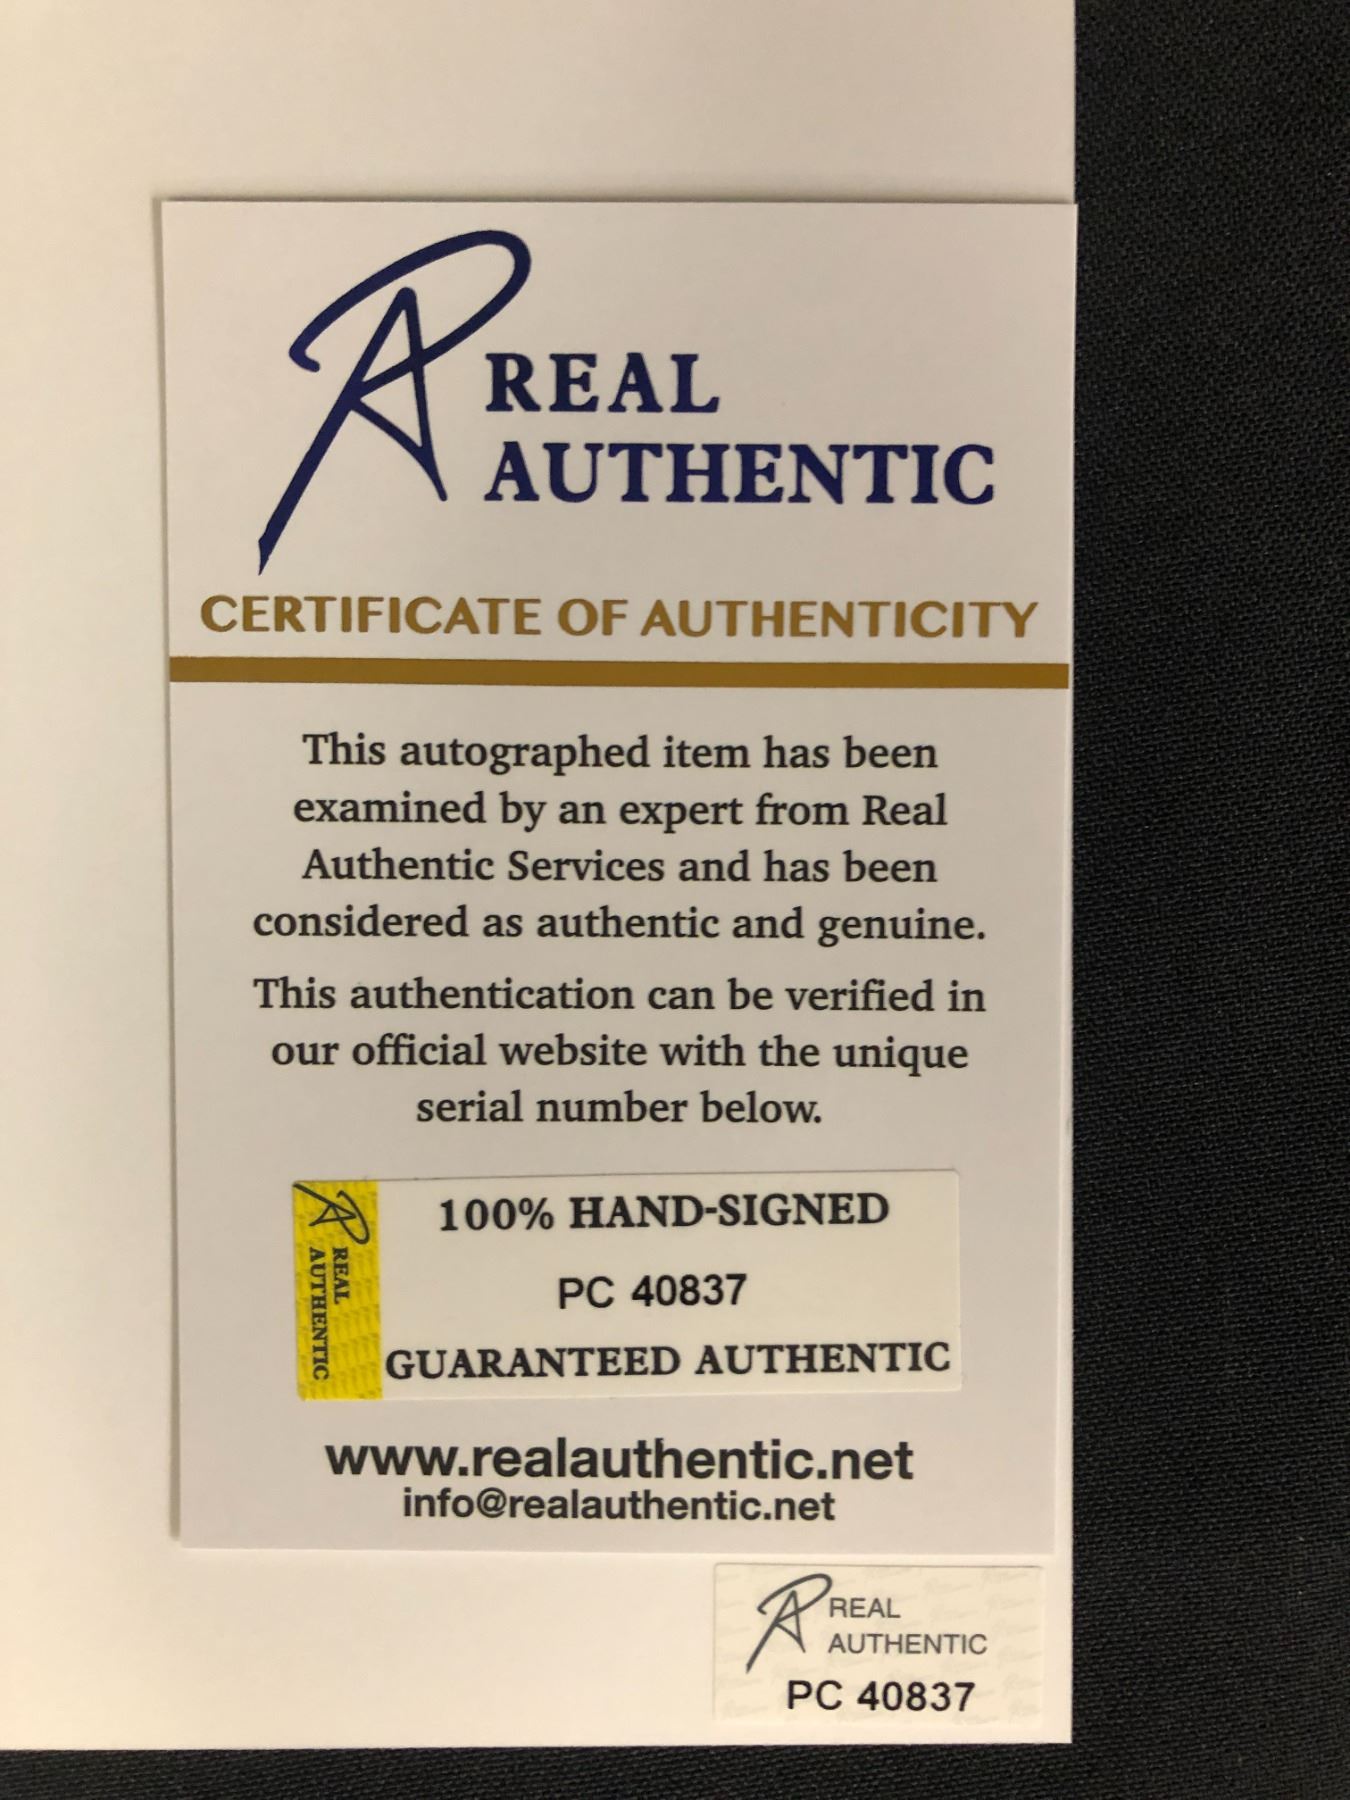 REAL
AUTHENTIC
CERTIFICATE OF AUTHENTICITY
This autographed item has been
examined by an expert from Real
Authentic Services and has been
considered as authentic and genuine.
This authentication can be verified in
our official website with the unique
serial number below.
REAL
AUTHENTIC
100% HAND-SIGNED
PC 40837
GUARANTEED AUTHENTIC
www.realauthentic.net
info@realauthentic.net
REAL
AUTHENTIC
PC 40837